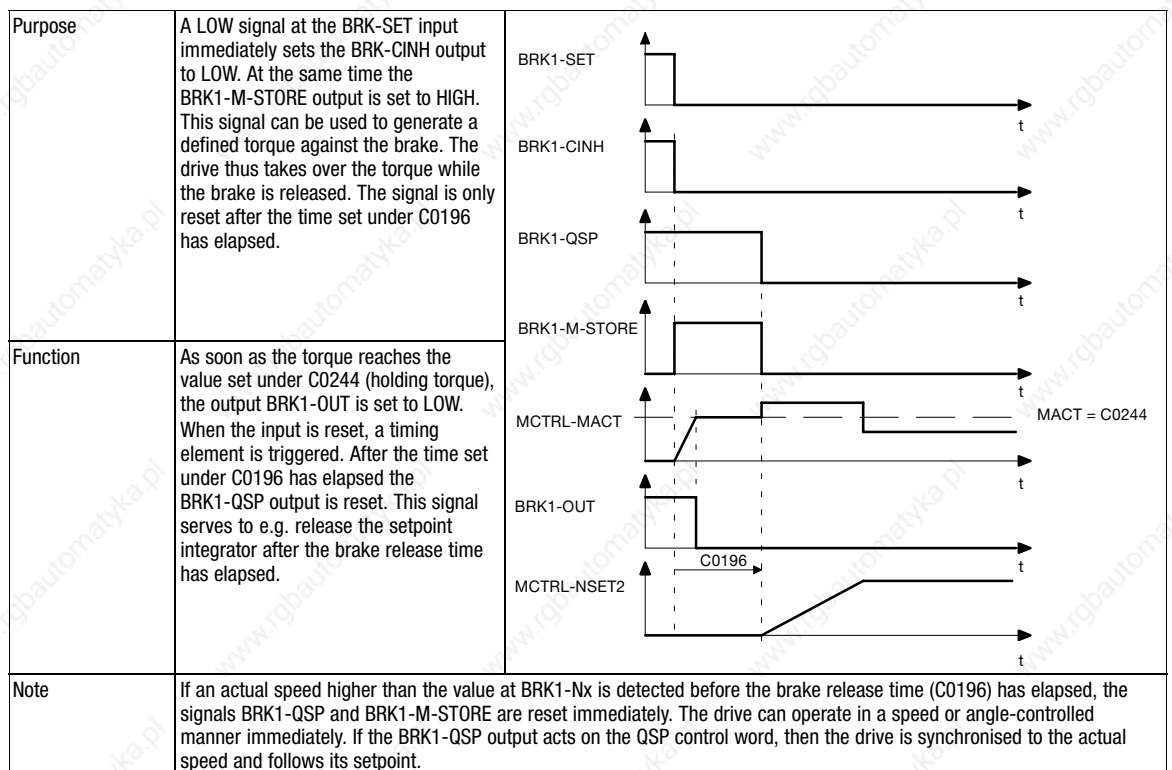 Purpose
A LOW signal at the BRK-SET input
immediately sets the BRK-CINH output
to LOW. At the same time the
BRK1-M-STORE output is set to HIGH.
This signal can be used to generate a
defined torque against the brake. The
drive thus takes over the torque while
the brake is released. The signal is only
reset after the time set under C0196
has elapsed.
Function
As soon as the torque reaches the
value set under C0244 (holding torque),
the output BRK1-OUT is set to LOW.
When the input is reset, a timing
element is triggered. After the time set
under C0196 has elapsed the
BRK1-QSP output is reset. This signal
serves to e.g. release the setpoint
integrator after the brake release time
has elapsed.
BRK1-SET
t
BRK1-CINH
t
BRK1-QSP
t
BRK1-M-STORE
t
MCTRL-MACT
MACT = C0244
t
BRK1-OUT
C0196
t
MCTRL-NSET2
t
Note
If an actual speed higher than the value at BRK1-Nx is detected before the brake release time (C0196) has elapsed, the
signals BRK1-QSP and BRK1-M-STORE are reset immediately. The drive can operate in a speed or angle-controlled
manner immediately. If the BRK1-QSP output acts on the QSP control word, then the drive is synchronised to the actual
speed and follows its setpoint.
www.rgbautomatyka.pl